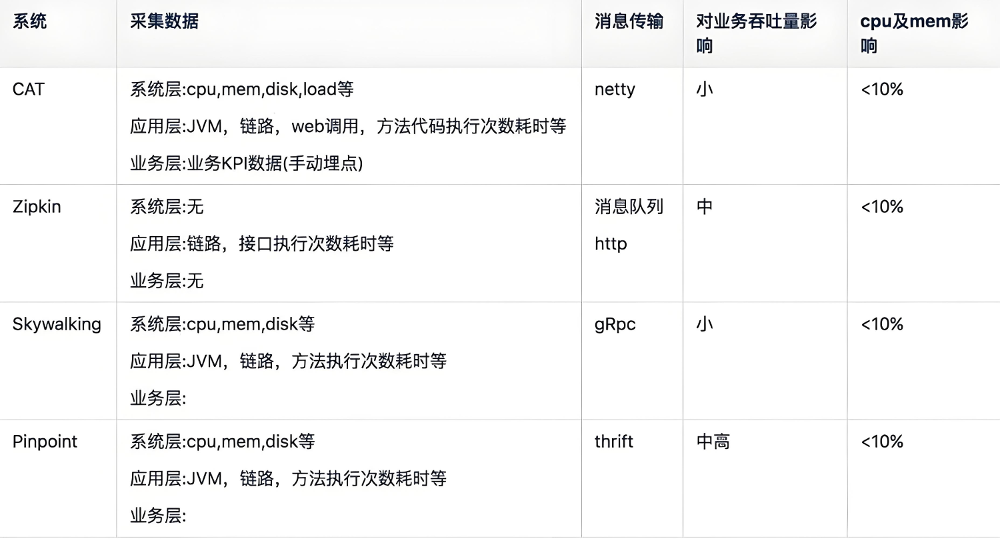 系统 采集数据 消息传输 对业务吞吐量影响 cpu及mem影响
CAT 系统层:cpu,mem,disk,load等 netty 小 <10%
应用层:JVM，链路，web调用，方法代码执行次数耗时等
业务层:业务KPI数据(手动埋点)
Zipkin 系统层:无 消息队列 中 <10%
应用层:链路，接口执行次数耗时等 http
业务层:无
Skywalking 系统层:cpu,mem,disk等 gRpc 小 <10%
应用层:JVM，链路，方法执行次数耗时等
业务层:
Pinpoint 系统层:cpu,mem,disk等 thrift 中高 <10%
应用层:JVM，链路，方法执行次数耗时等
业务层: